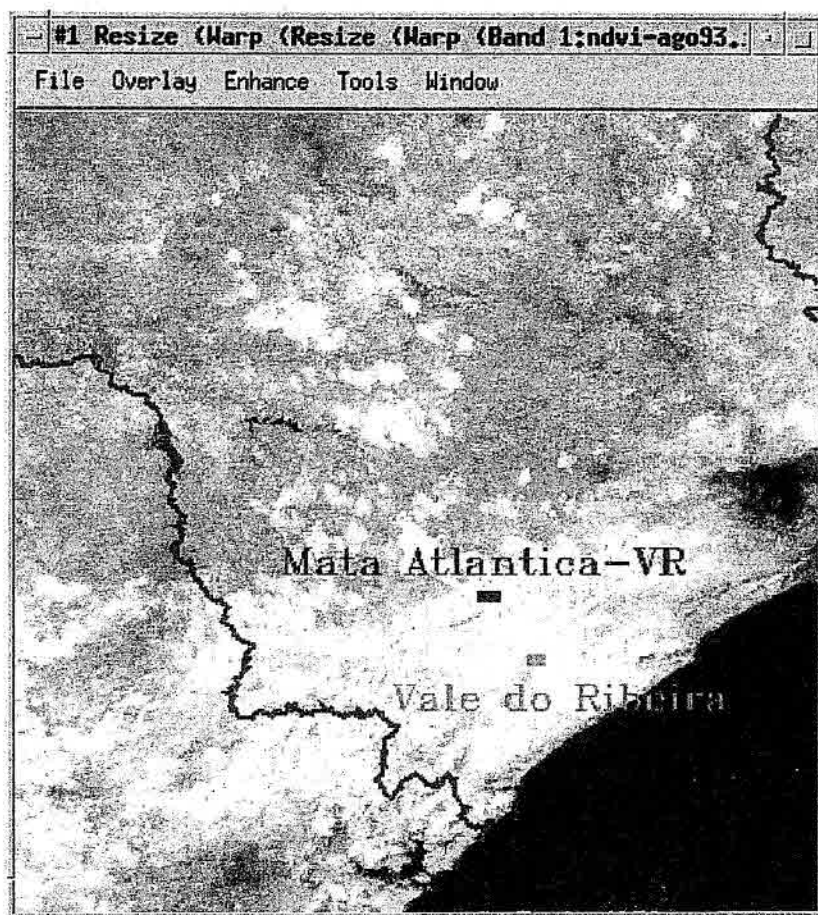 #1 Resize (Warp (Resize (Warp (Band 1:ndvi-ago93.:
File Overlay Enhance Tools Window
Mata Atlantica-VR
Vale do Ribeira